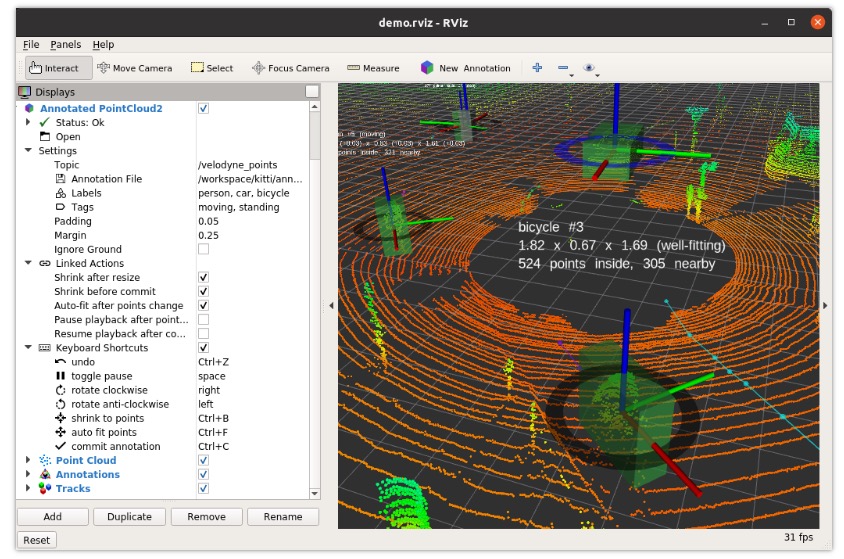 demo.rviz - RViz
File Panels Help
Interact Move Camera Select Focus Camera Measure New Annotation
Displays
Annotated PointCloud2
Status: Ok
Open
Settings
Topic /velodyne_points
Annotation File /workspace/kitti/ann...
Labels person, car, bicycle
Tags moving, standing
Padding 0.05
Margin 0.25
Ignore Ground
Linked Actions
Shrink after resize
Shrink before commit
Auto-fit after points change
Pause playback after point...
Resume playback after co...
Keyboard Shortcuts
undo Ctrl+Z
toggle pause space
rotate clockwise right
rotate anti-clockwise left
shrink to points Ctrl+B
auto fit points Ctrl+F
commit annotation Ctrl+C
Point Cloud
Annotations
Tracks
Add Duplicate Remove Rename
Reset
(moving)
points inside, 321 nearby
bicycle #3
1.82 x 0.67 x 1.69 (well-fitting)
524 points inside, 305 nearby
31 fps